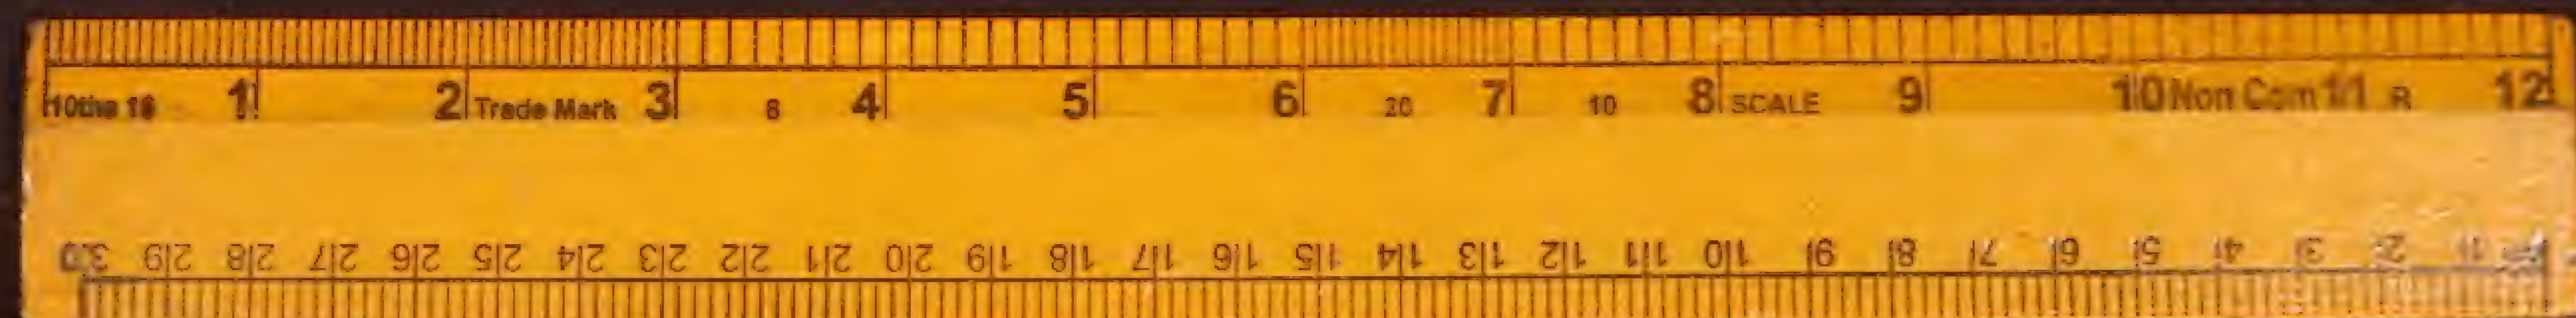 10ths 16 1 2 Trade Mark 3 8 4 5 6 20 7 10 8 SCALE 9 10 Non Com 11 R 12
1 2 3 4 5 6 7 8 9 10 11 12 13 14 15 16 17 18 19 20 21 22 23 24 25 26 27 28 29 30